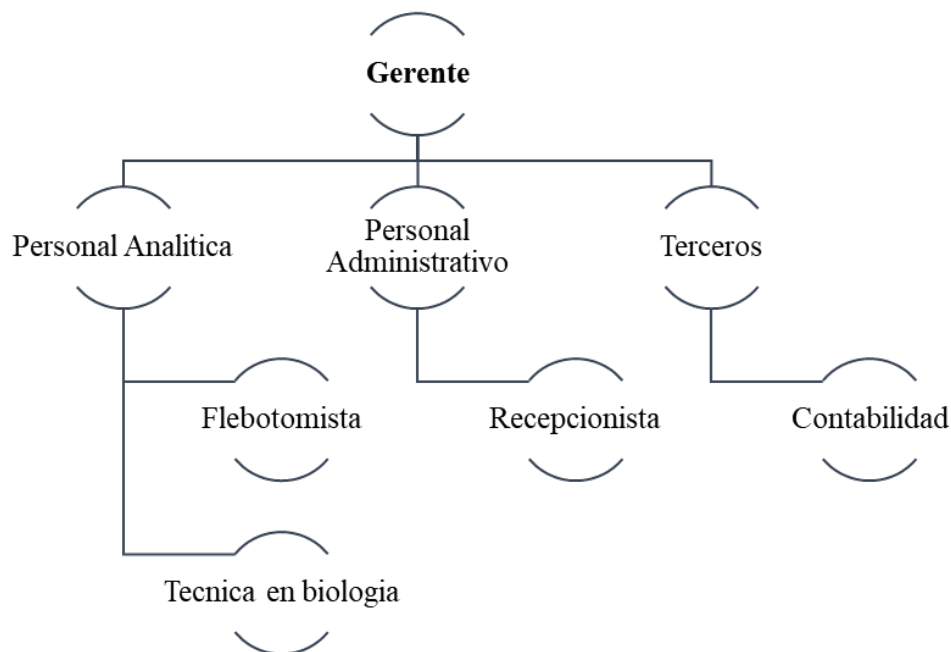 Gerente
Personal Analitica
Personal
Administrativo
Terceros
Flebotomista
Recepcionista
Contabilidad
Tecnica en biologia